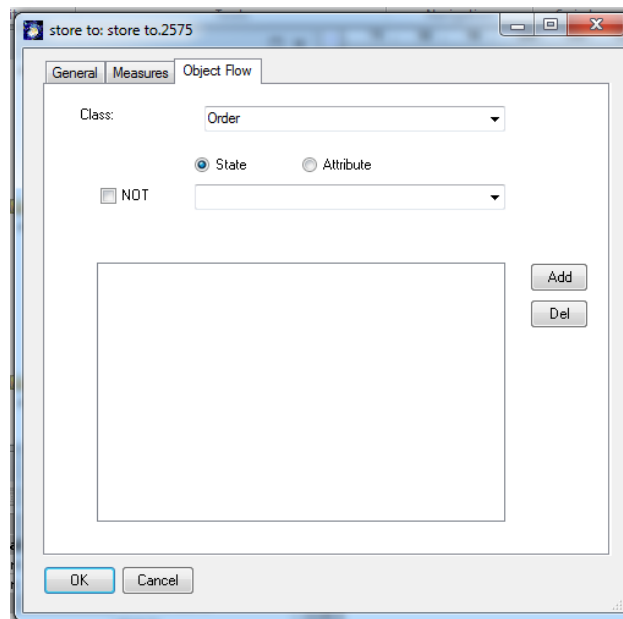 store to: store to.2575
General Measures Object Flow
Class: Order
State Attribute
NOT
Add
Del
OK Cancel